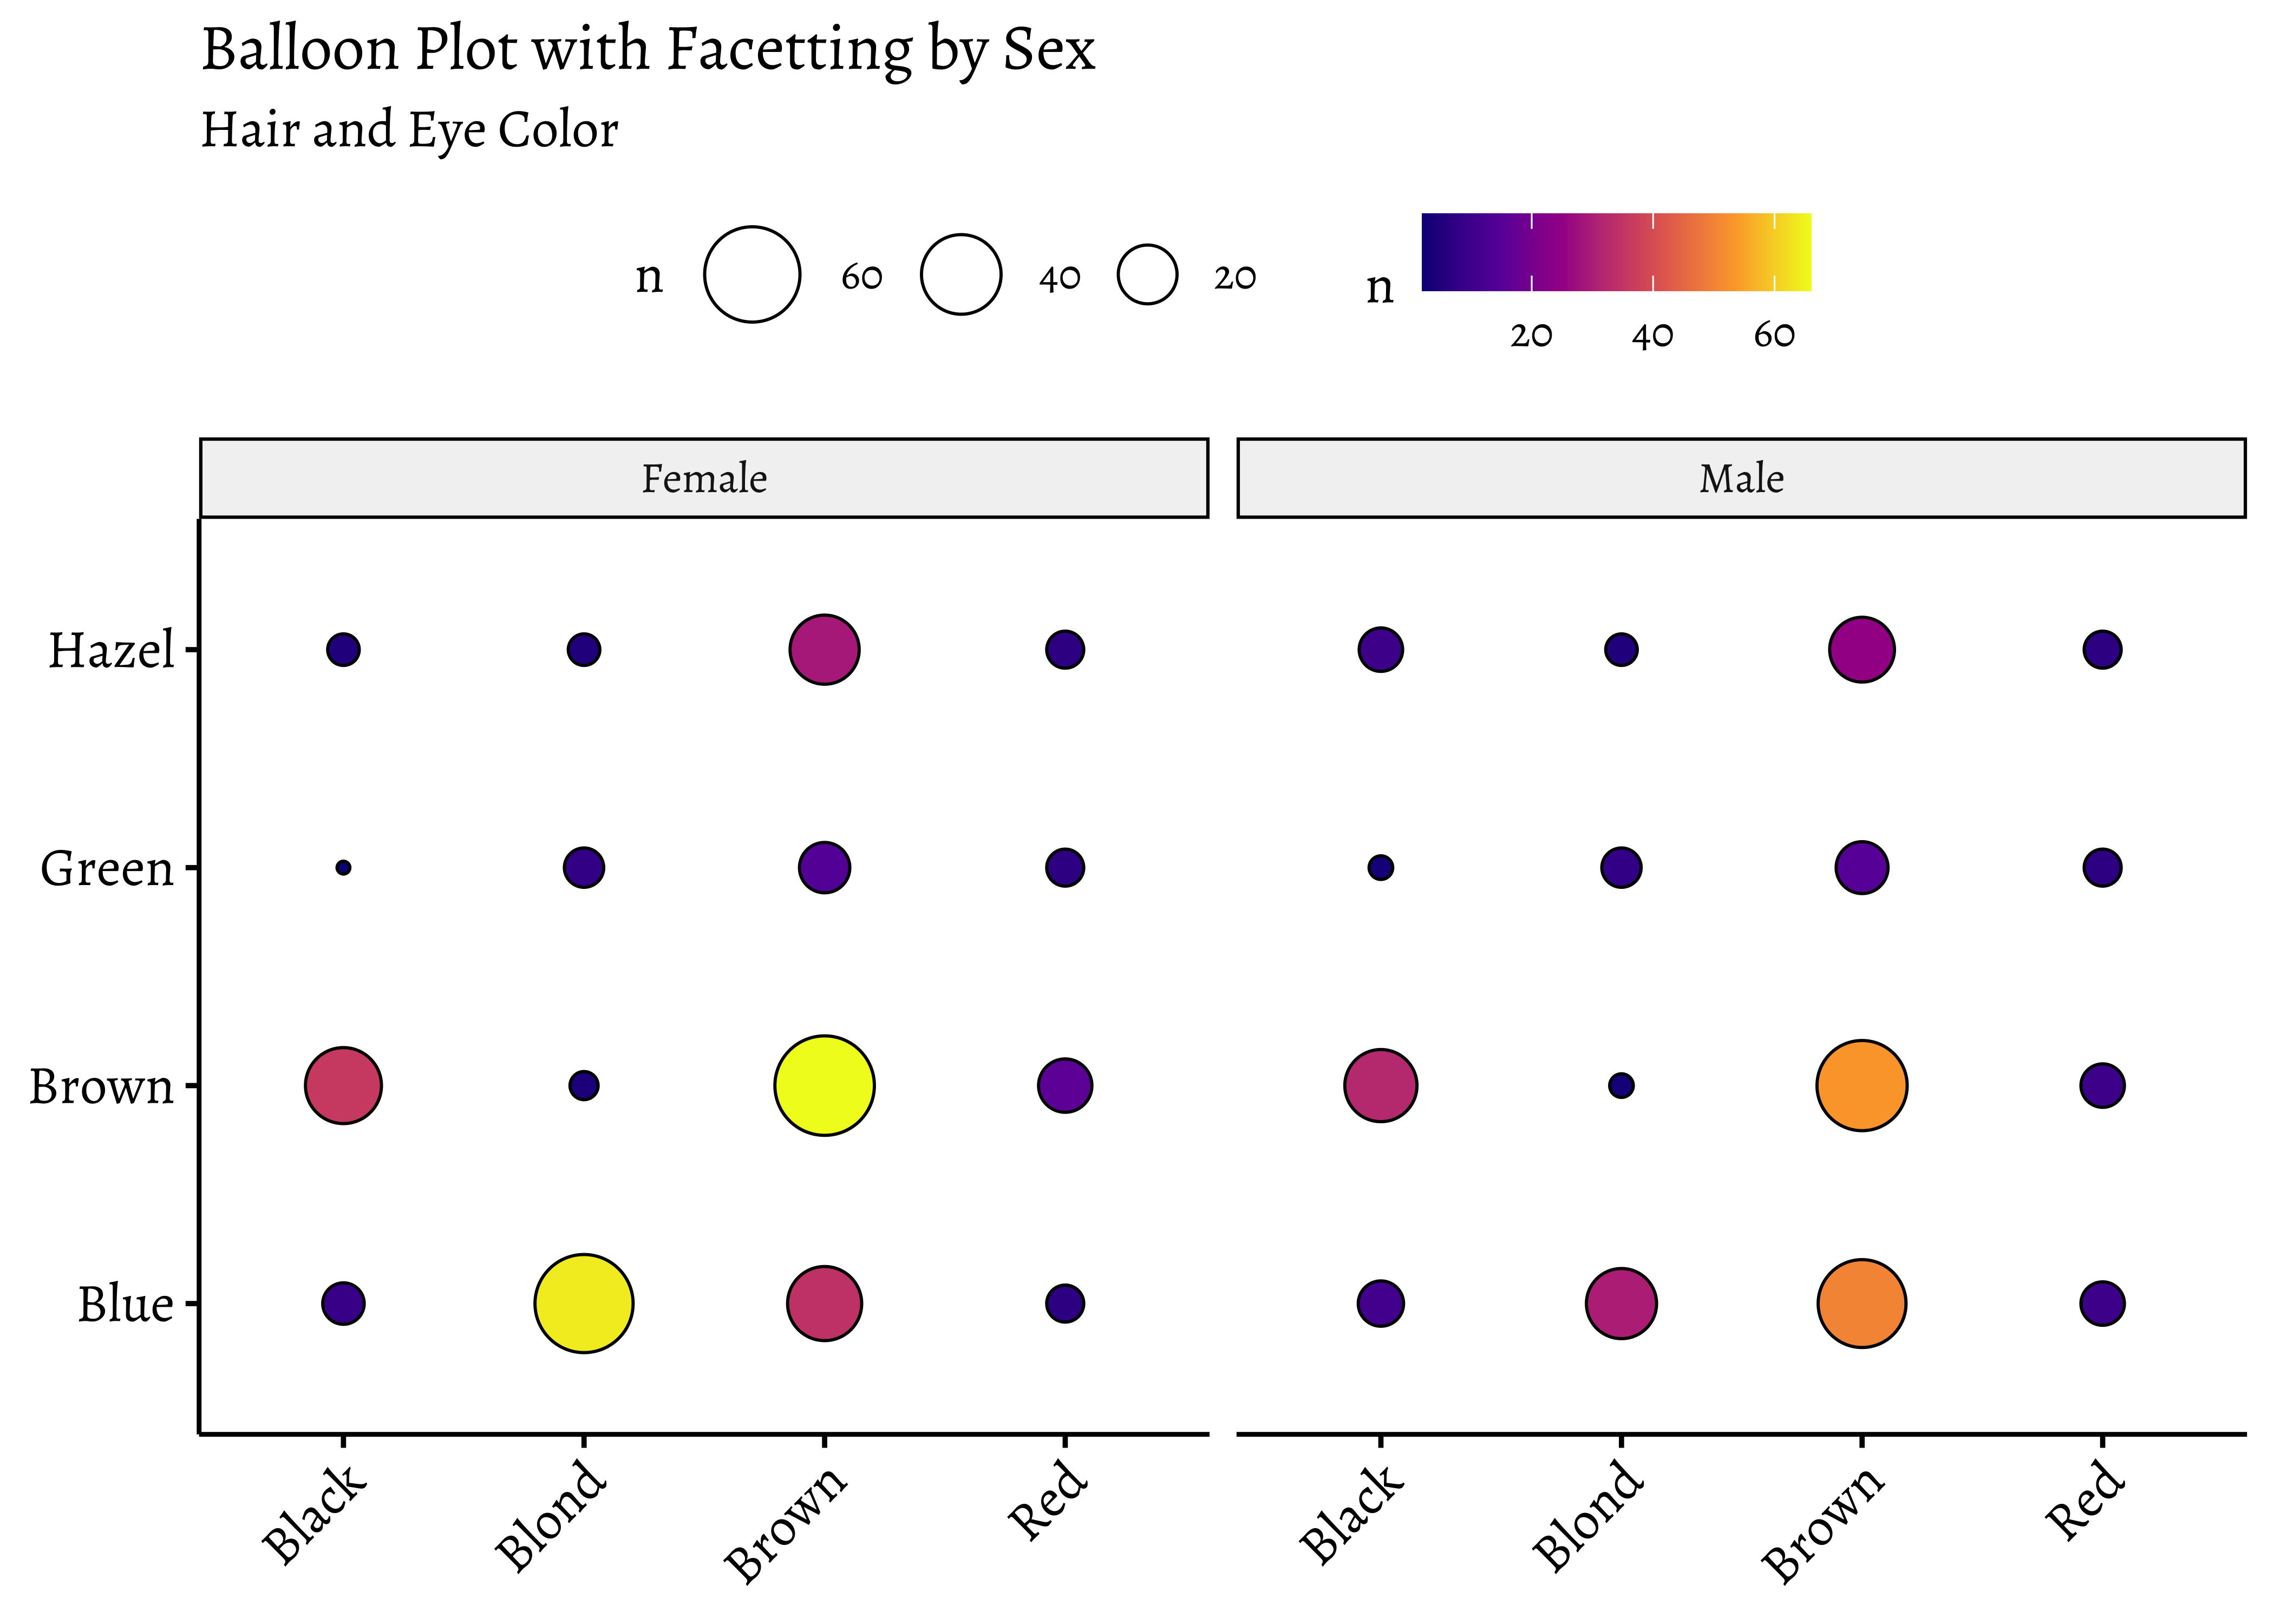 Balloon Plot with Facetting by Sex
Hair and Eye Color
n 60 40 20
n 20 40 60
Female Male
Hazel
Green
Brown
Blue
Black Blond Brown Red Black Blond Brown Red